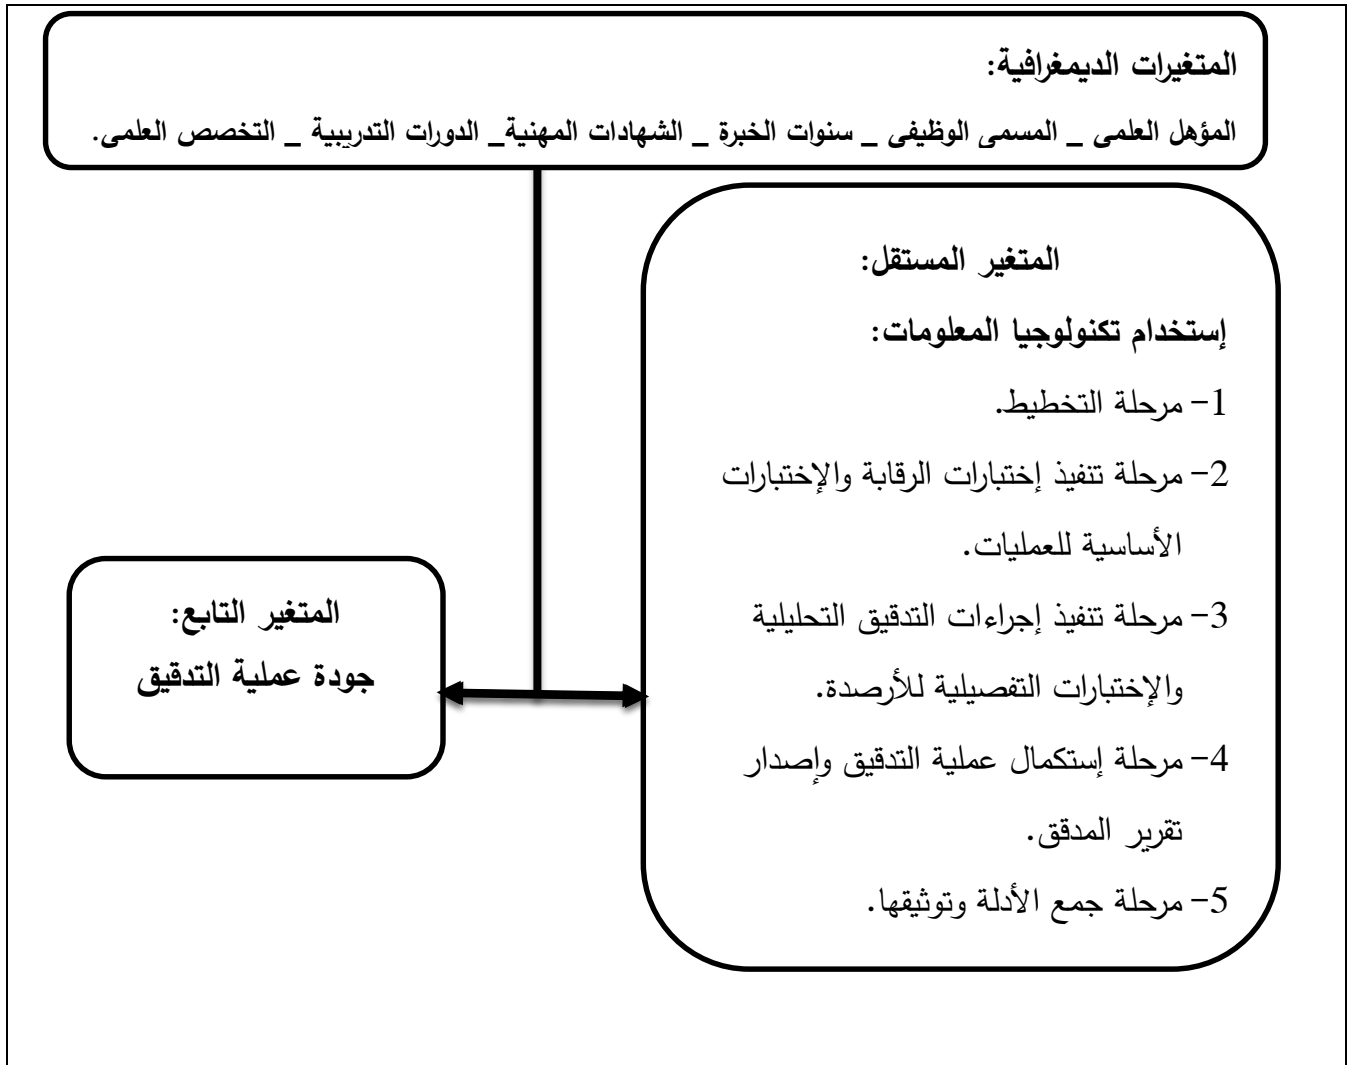 المتغيرات الديمغرافية:
المؤهل العلمى _ المسمى الوظيفى _ سنوات الخبرة _ الشهادات المهنية_ الدورات التدريبية _ التخصص العلمى.
المتغير المستقل:
إستخدام تكنولوجيا المعلومات:
1- مرحلة التخطيط.
2- مرحلة تنفيذ إختبارات الرقابة والإختبارات
الأساسية للعمليات.
3- مرحلة تنفيذ إجراءات التدقيق التحليلية
والإختبارات التفصيلية للأرصدة.
4- مرحلة إستكمال عملية التدقيق وإصدار
تقرير المدقق.
5- مرحلة جمع الأدلة وتوثيقها.
المتغير التابع:
جودة عملية التدقيق